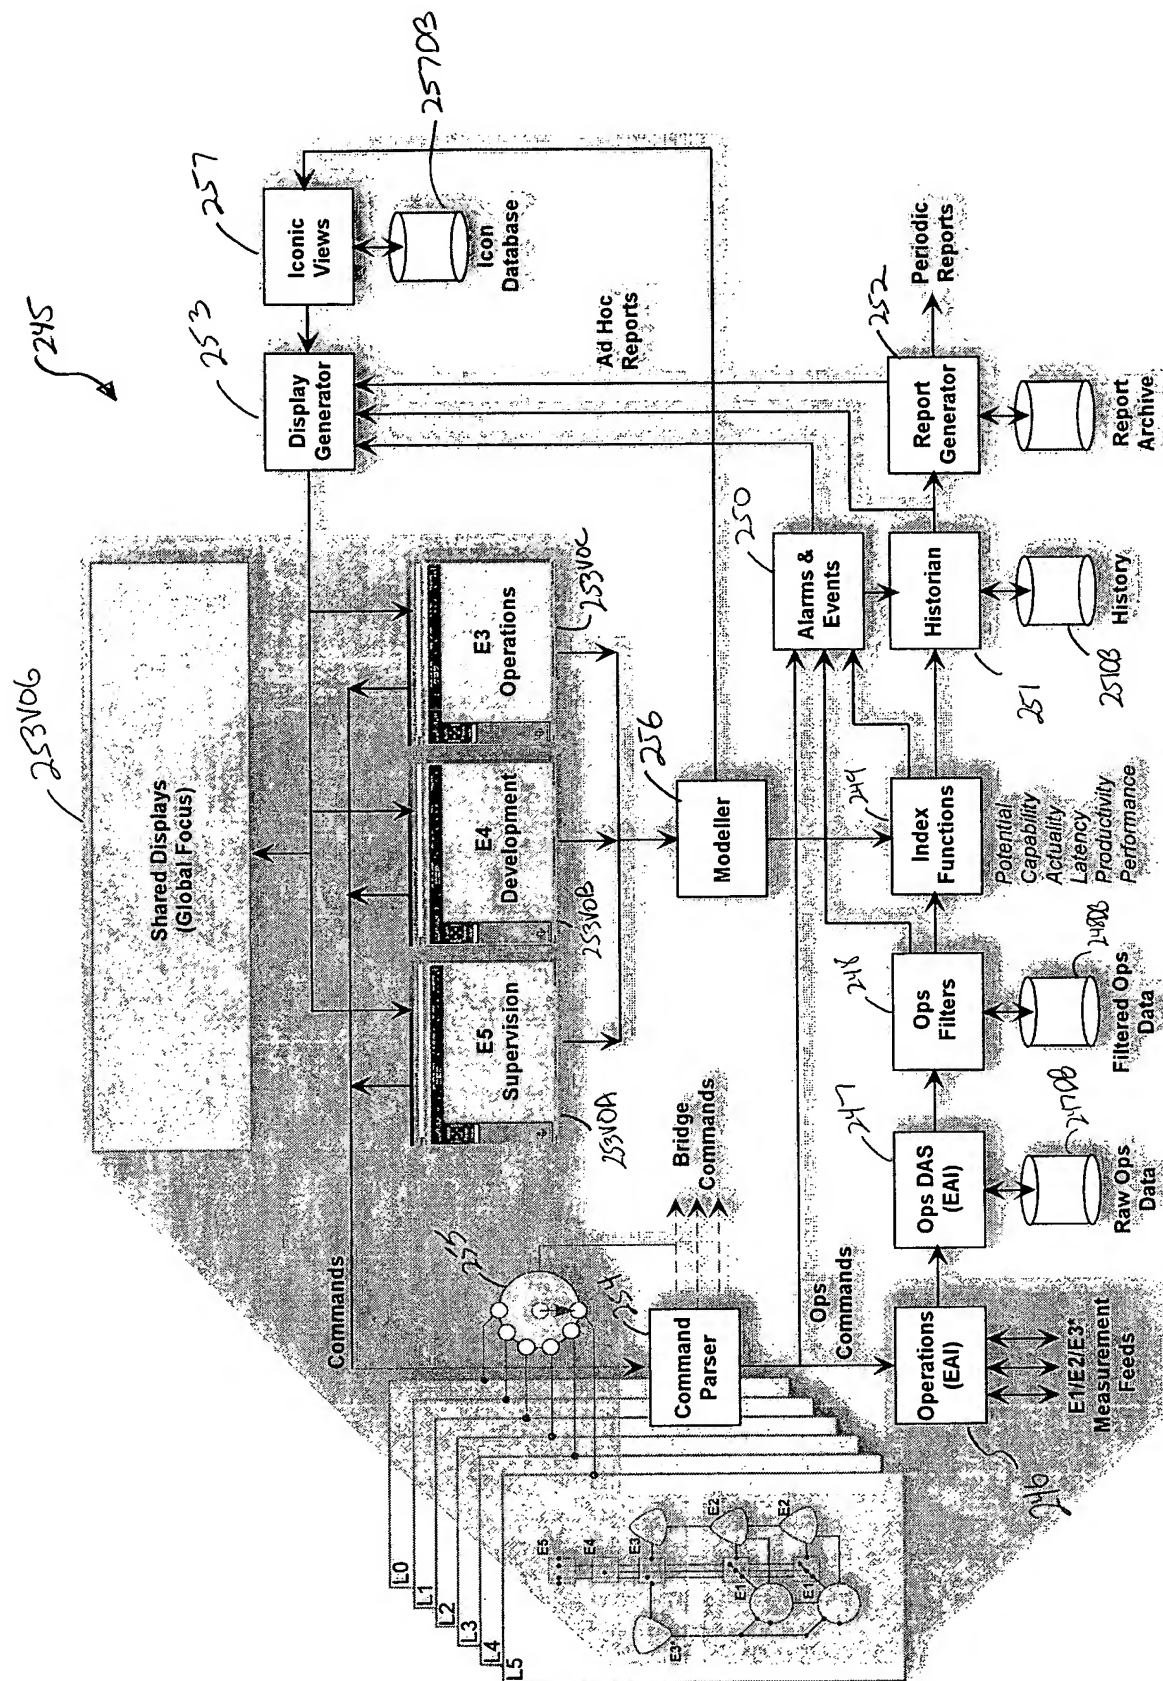 245
253V06
Shared Displays
(Global Focus)
253
Display
Generator
257
Iconic
Views
257DB
Icon
Database
Commands
E5
Supervision
253V0A
E4
Development
253V0B
E3
Operations
253V0C
L0
L1
L2
L3
L4
L5
E5
E4
E3
E2
E2
E1
E1
E3*
255
254
Command
Parser
Bridge
Commands
Ops
Commands
256
Modeller
250
Alarms &
Events
Ad Hoc
Reports
246
Operations
(EAI)
E1/E2/E3*
Measurement
Feeds
247
Ops DAS
(EAI)
247DB
Raw Ops
Data
248
Ops
Filters
248DB
Filtered Ops
Data
249
Index
Functions
Potential
Capability
Actuality
Latency
Productivity
Performance
251
Historian
251DB
History
252
Report
Generator
Report
Archive
Periodic
Reports